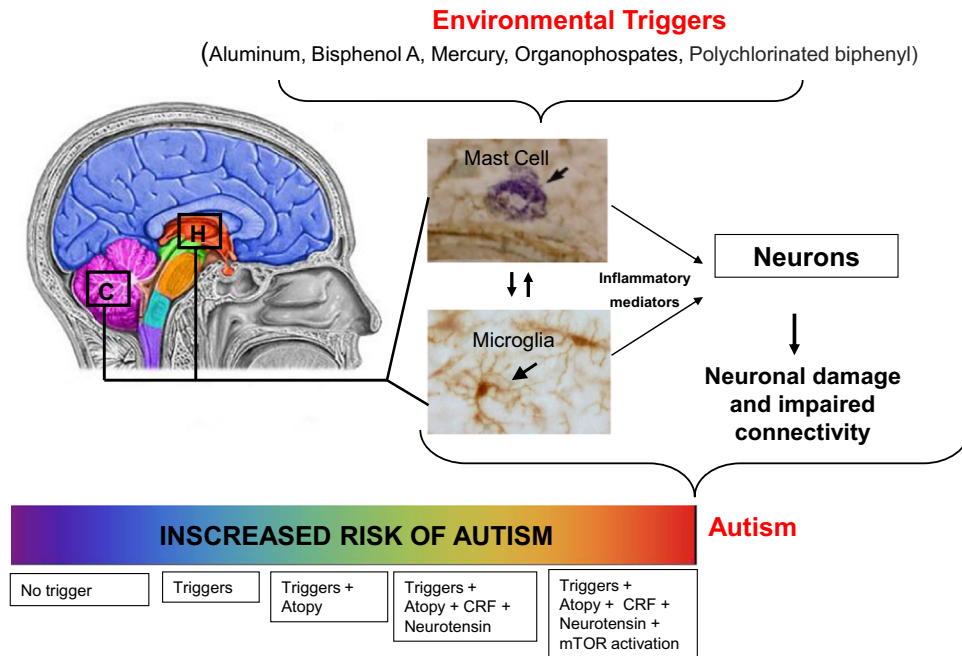 Environmental Triggers
(Aluminum, Bisphenol A, Mercury, Organophospates, Polychlorinated biphenyl)
Mast Cell
H
C
Inflammatory
mediators
Neurons
Microglia
Neuronal damage
and impaired
connectivity
INSCREASED RISK OF AUTISM
Autism
No trigger
Triggers
Triggers +
Atopy
Triggers +
Atopy + CRF +
Neurotensin
Triggers +
Atopy + CRF +
Neurotensin +
mTOR activation